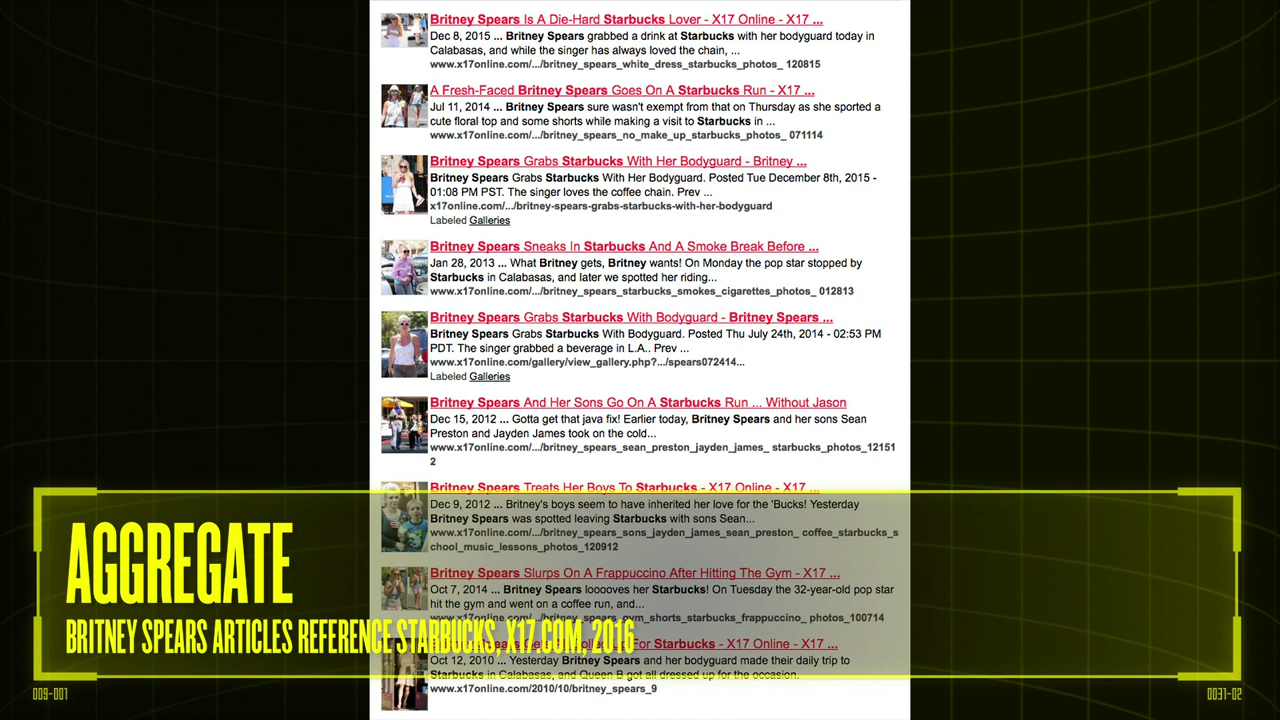 Britney Spears Is A Die-Hard Starbucks Lover - X17 Online - X17 ...
Dec 8, 2015 ... Britney Spears grabbed a drink at Starbucks with her bodyguard today in
Calabasas, and while the singer has always loved the chain, ...
www.x17online.com/.../britney_spears_white_dress_starbucks_photos_ 120815
A Fresh-Faced Britney Spears Goes On A Starbucks Run - X17 ...
Jul 11, 2014 ... Britney Spears sure wasn't exempt from that on Thursday as she sported a
cute floral top and some shorts while making a visit to Starbucks in ...
www.x17online.com/.../britney_spears_no_make_up_starbucks_photos_ 071114
Britney Spears Grabs Starbucks With Her Bodyguard - Britney ...
Britney Spears Grabs Starbucks With Her Bodyguard. Posted Tue December 8th, 2015 -
01:08 PM PST. The singer loves the coffee chain. Prev ...
x17online.com/.../britney-spears-grabs-starbucks-with-her-bodyguard
Labeled Galleries
Britney Spears Sneaks In Starbucks And A Smoke Break Before ...
Jan 28, 2013 ... What Britney gets, Britney wants! On Monday the pop star stopped by
Starbucks in Calabasas, and later we spotted her riding...
www.x17online.com/.../britney_spears_starbucks_smokes_cigarettes_photos_ 012813
Britney Spears Grabs Starbucks With Bodyguard - Britney Spears ...
Britney Spears Grabs Starbucks With Bodyguard. Posted Thu July 24th, 2014 - 02:53 PM
PDT. The singer grabbed a beverage in L.A.. Prev ...
www.x17online.com/gallery/view_gallery.php?.../spears072414...
Labeled Galleries
Britney Spears And Her Sons Go On A Starbucks Run ... Without Jason
Dec 15, 2012 ... Gotta get that java fix! Earlier today, Britney Spears and her sons Sean
Preston and Jayden James took on the cold...
www.x17online.com/.../britney_spears_sean_preston_jayden_james_ starbucks_photos_12151
2
Britney Spears Treats Her Boys To Starbucks - X17 Online - X17 ...
Dec 9, 2012 ... Britney's boys seem to have inherited her love for the 'Bucks! Yesterday
Britney Spears was spotted leaving Starbucks with sons Sean...
www.x17online.com/.../britney_spears_sons_jayden_james_sean_preston_ coffee_starbucks_s
chool_music_lessons_photos_120912
Britney Spears Slurps On A Frappuccino After Hitting The Gym - X17 ...
Oct 7, 2014 ... Britney Spears looooves her Starbucks! On Tuesday the 32-year-old pop star
hit the gym and went on a coffee run, and...
www.x17online.com/.../britney_spears_gym_shorts_starbucks_frappuccino_ photos_100714
For Starbucks - X17 Online - X17 ...
Oct 12, 2010 ... Yesterday Britney Spears and her bodyguard made their daily trip to
Starbucks in Calabasas, and Queen B got all dressed up for the occasion.
www.x17online.com/2010/10/britney_spears_9
AGGREGATE
BRITNEY SPEARS ARTICLES REFERENCE STARBUCKS, X17.COM, 2016
009-001
0031-02